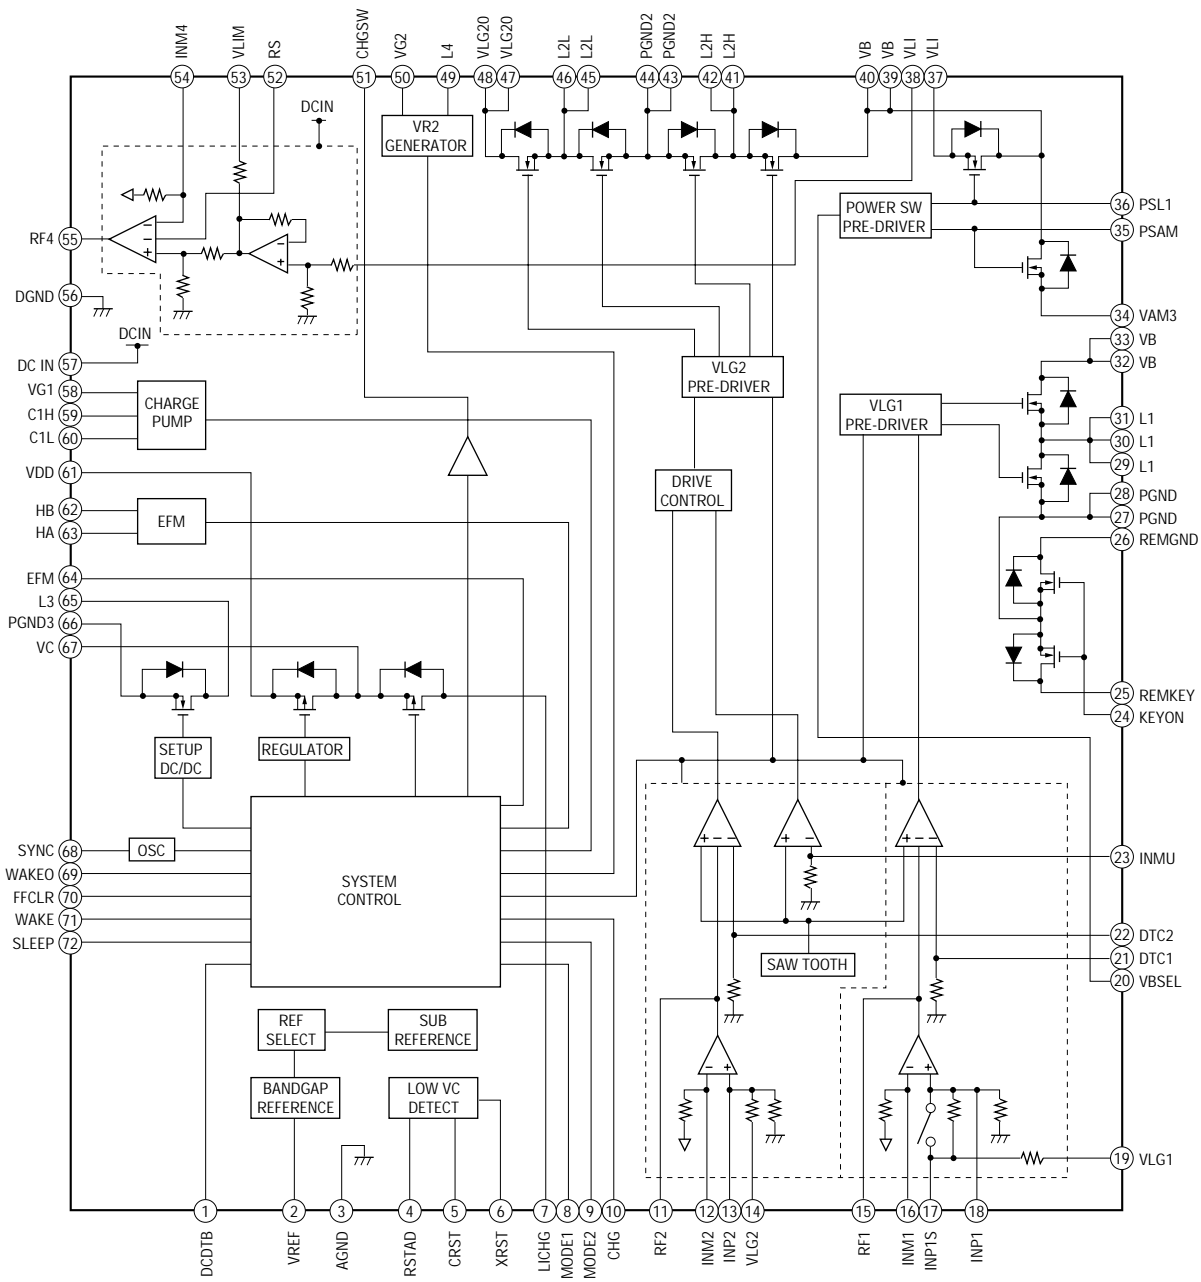 INM4
VLIM
RS
CHGSW
VG2
L4
VLG20
VLG20
L2L
L2L
PGND2
PGND2
L2H
L2H
VB
VB
VLI
VLI
54
53
52
51
50
49
48
47
46
45
44
43
42
41
40
39
38
37
DCIN
VR2
GENERATOR
POWER SW
PRE-DRIVER
36 PSL1
35 PSAM
RF4 55
DGND 56
DCIN
DC IN 57
VG1 58
C1H 59
C1L 60
CHARGE
PUMP
VDD 61
HB 62
HA 63
EFM
EFM 64
L3 65
PGND3 66
VC 67
VLG2
PRE-DRIVER
VLG1
PRE-DRIVER
DRIVE
CONTROL
34 VAM3
33 VB
32 VB
31 L1
30 L1
29 L1
28 PGND
27 PGND
26 REMGND
25 REMKEY
24 KEYON
SETUP
DC/DC
REGULATOR
SYNC 68
OSC
WAKEO 69
FFCLR 70
WAKE 71
SLEEP 72
SYSTEM
CONTROL
+ − −
+ −
+ − −
23 INMU
22 DTC2
21 DTC1
20 VBSEL
SAW TOOTH
REF
SELECT
SUB
REFERENCE
BANDGAP
REFERENCE
LOW VC
DETECT
− +
− +
19 VLG1
1
2
3
4
5
6
7
8
9
10
11
12
13
14
15
16
17
18
DCDTB
VREF
AGND
RSTAD
CRST
XRST
LICHG
MODE1
MODE2
CHG
RF2
INM2
INP2
VLG2
RF1
INM1
INP1S
INP1